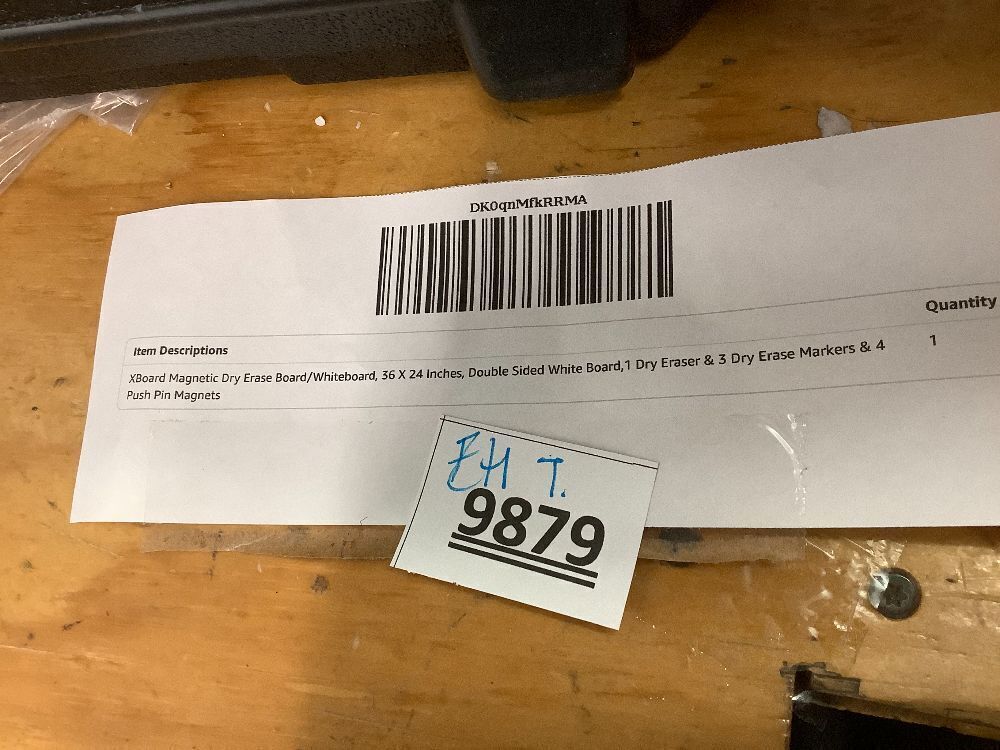 DK0qnMfkRRMA
Quantity
Item Descriptions
XBoard Magnetic Dry Erase Board/Whiteboard, 36 X 24 Inches, Double Sided White Board,1 Dry Eraser & 3 Dry Erase Markers & 4 1
Push Pin Magnets
EH T.
9879